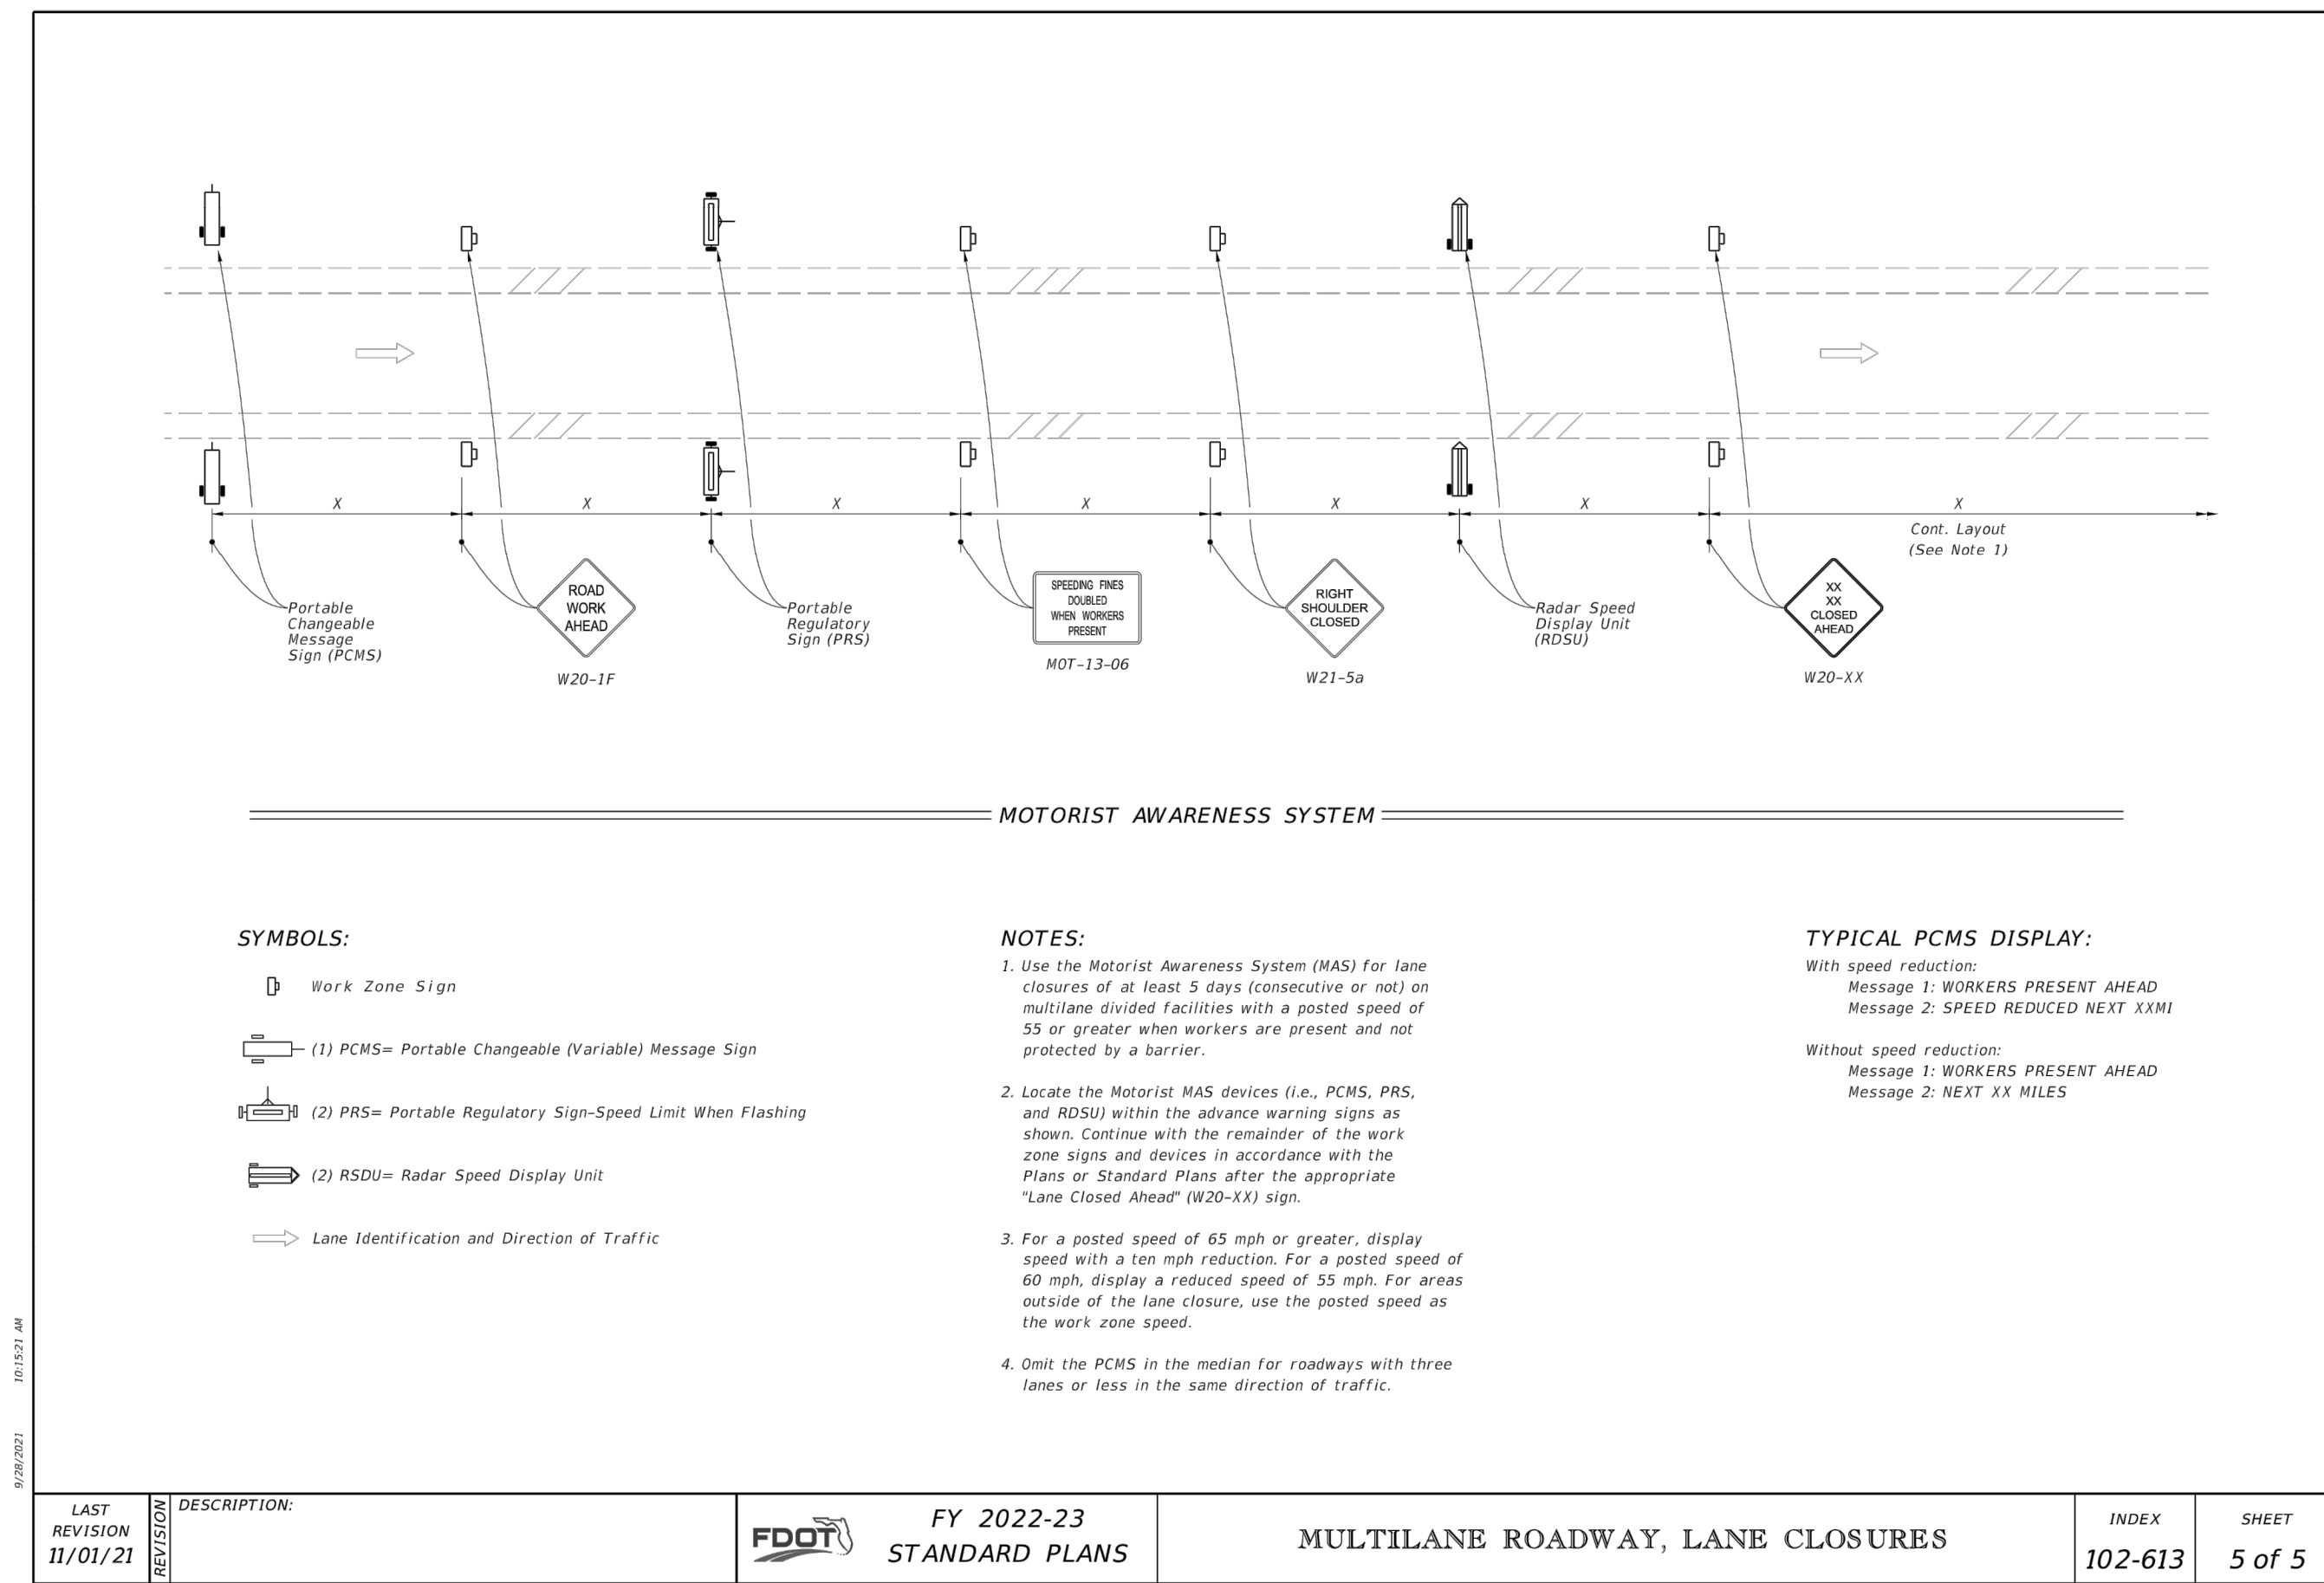 X X X X X X X
Cont. Layout
(See Note 1)
Portable
Changeable
Message
Sign (PCMS)
ROAD
WORK
AHEAD
W20-1F
Portable
Regulatory
Sign (PRS)
SPEEDING FINES
DOUBLED
WHEN WORKERS
PRESENT
MOT-13-06
RIGHT
SHOULDER
CLOSED
W21-5a
Radar Speed
Display Unit
(RDSU)
XX
XX
CLOSED
AHEAD
W20-XX
MOTORIST AWARENESS SYSTEM
SYMBOLS:
Work Zone Sign
(1) PCMS= Portable Changeable (Variable) Message Sign
(2) PRS= Portable Regulatory Sign-Speed Limit When Flashing
(2) RSDU= Radar Speed Display Unit
Lane Identification and Direction of Traffic
NOTES:
1. Use the Motorist Awareness System (MAS) for lane
closures of at least 5 days (consecutive or not) on
multilane divided facilities with a posted speed of
55 or greater when workers are present and not
protected by a barrier.
2. Locate the Motorist MAS devices (i.e., PCMS, PRS,
and RDSU) within the advance warning signs as
shown. Continue with the remainder of the work
zone signs and devices in accordance with the
Plans or Standard Plans after the appropriate
"Lane Closed Ahead" (W20-XX) sign.
3. For a posted speed of 65 mph or greater, display
speed with a ten mph reduction. For a posted speed of
60 mph, display a reduced speed of 55 mph. For areas
outside of the lane closure, use the posted speed as
the work zone speed.
4. Omit the PCMS in the median for roadways with three
lanes or less in the same direction of traffic.
TYPICAL PCMS DISPLAY:
With speed reduction:
Message 1: WORKERS PRESENT AHEAD
Message 2: SPEED REDUCED NEXT XXMI
Without speed reduction:
Message 1: WORKERS PRESENT AHEAD
Message 2: NEXT XX MILES
9/28/2021 10:15:21 AM
LAST
REVISION
11/01/21
REVISION
DESCRIPTION:
FDOT
FY 2022-23
STANDARD PLANS
MULTILANE ROADWAY, LANE CLOSURES
INDEX
102-613
SHEET
5 of 5